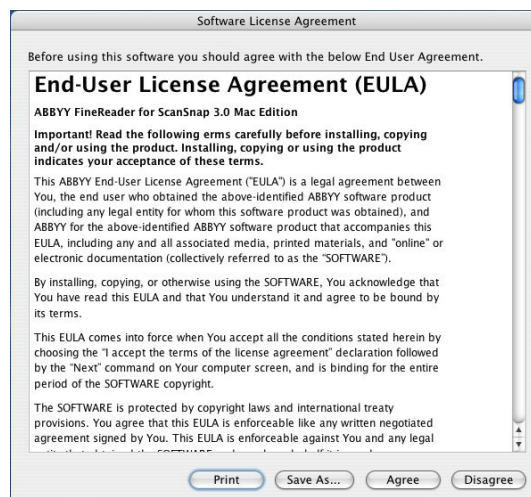 Software License Agreement
Before using this software you should agree with the below End User Agreement.
End-User License Agreement (EULA)
ABBYY FineReader for ScanSnap 3.0 Mac Edition
Important! Read the following erms carefully before installing, copying
and/or using the product. Installing, copying or using the product
indicates your acceptance of these terms.
This ABBYY End-User License Agreement ("EULA") is a legal agreement between
You, the end user who obtained the above-identified ABBYY software product
(including any legal entity for whom this software product was obtained), and
ABBYY for the above-identified ABBYY software product that accompanies this
EULA, including any and all associated media, printed materials, and "online" or
electronic documentation (collectively referred to as the "SOFTWARE").
By installing, copying, or otherwise using the SOFTWARE, You acknowledge that
You have read this EULA and that You understand it and agree to be bound by
its terms.
This EULA comes into force when You accept all the conditions stated herein by
choosing the "I accept the terms of the license agreement" declaration followed
by the "Next" command on Your computer screen, and is binding for the entire
period of the SOFTWARE copyright.
The SOFTWARE is protected by copyright laws and international treaty
provisions. You agree that this EULA is enforceable like any written negotiated
agreement signed by You. This EULA is enforceable against You and any legal
Print Save As... Agree Disagree